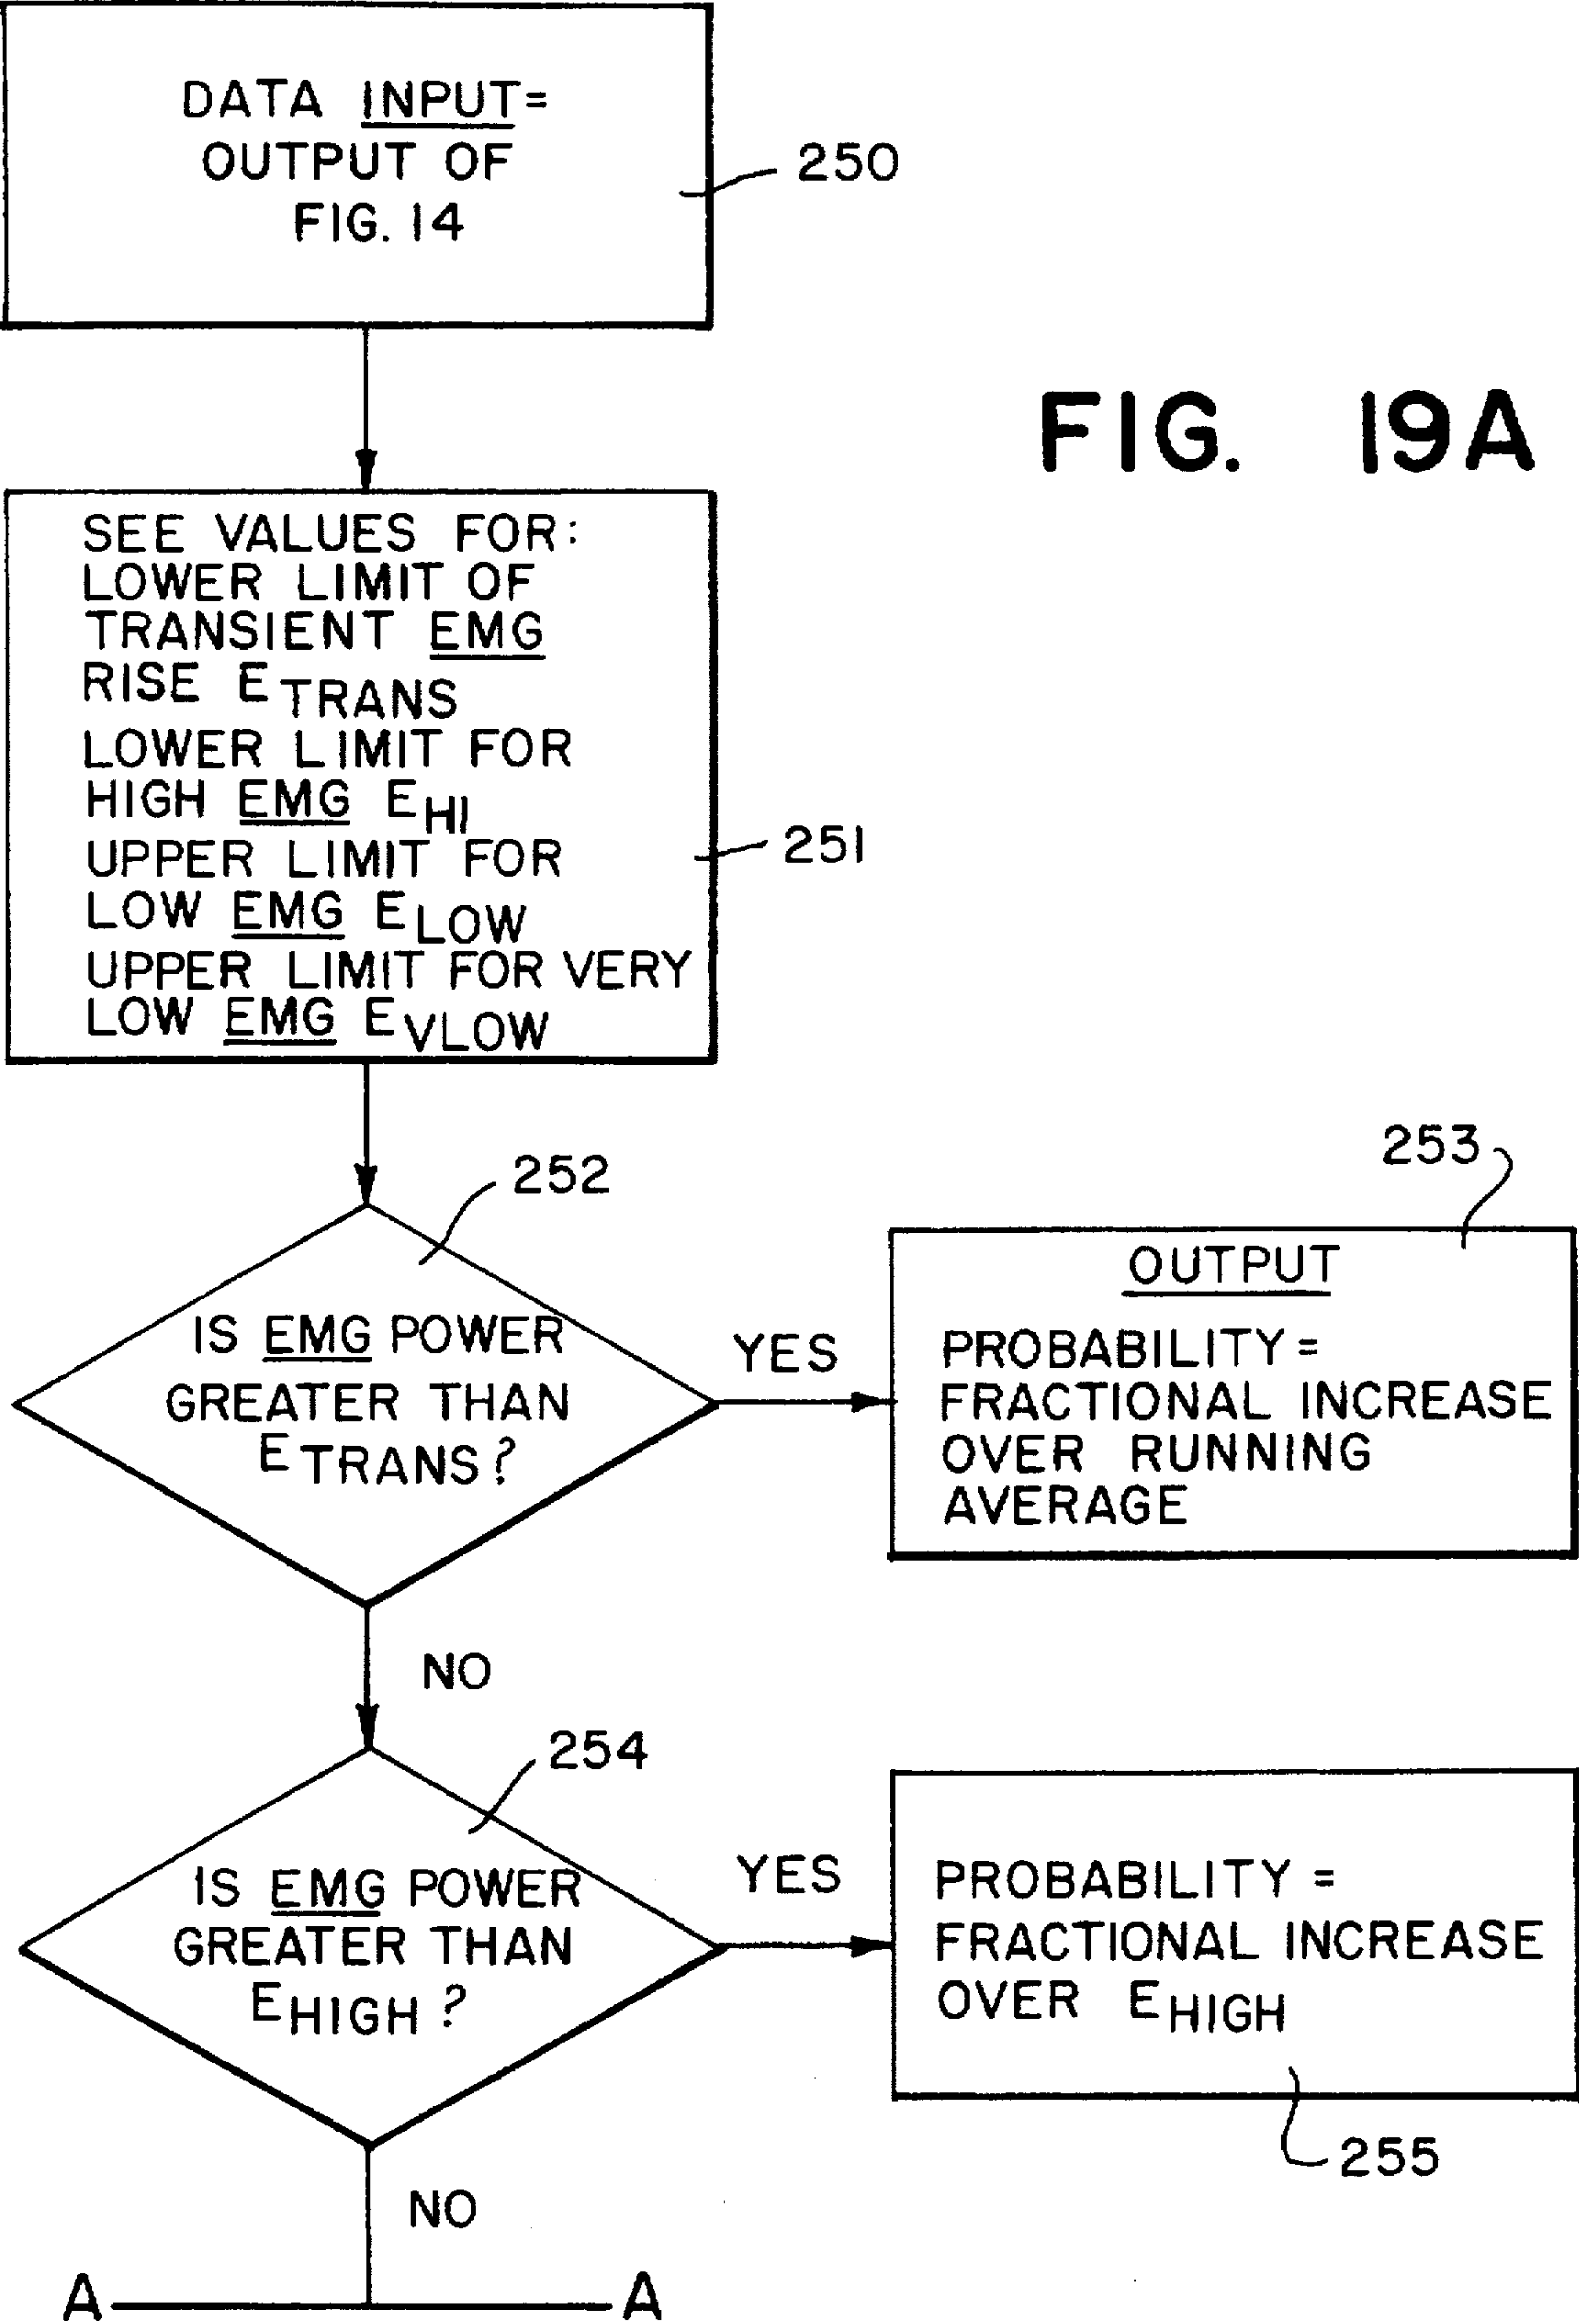 DATA INPUT=
OUTPUT OF
FIG. 14
250
FIG. 19A
SEE VALUES FOR:
LOWER LIMIT OF
TRANSIENT EMG
RISE E TRANS
LOWER LIMIT FOR
HIGH EMG EHI
UPPER LIMIT FOR
LOW EMG ELOW
UPPER LIMIT FOR VERY
LOW EMG EVLOW
251
252
IS EMG POWER
GREATER THAN
E TRANS?
YES
253
OUTPUT
PROBABILITY=
FRACTIONAL INCREASE
OVER RUNNING
AVERAGE
NO
254
IS EMG POWER
GREATER THAN
EHIGH?
YES
PROBABILITY =
FRACTIONAL INCREASE
OVER EHIGH
255
NO
A A